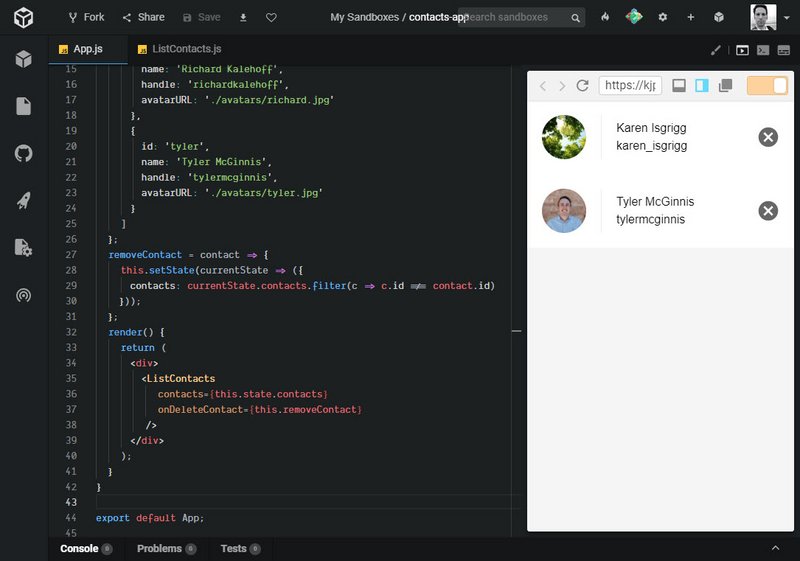 Fork
Share
Save
My Sandboxes / contacts-app
Search sandboxes
App.js
ListContacts.js
15 name: 'Richard Kalehoff',
16 handle: 'richardkalehoff',
17 avatarURL: './avatars/richard.jpg'
18 },
19 {
20 id: 'tyler',
21 name: 'Tyler McGinnis',
22 handle: 'tylermcginnis',
23 avatarURL: './avatars/tyler.jpg'
24 }
25 ]
26 };
27 removeContact = contact => {
28 this.setState(currentState => ({
29 contacts: currentState.contacts.filter(c => c.id !== contact.id)
30 }));
31 };
32 render() {
33 return (
34 <div>
35 <ListContacts
36 contacts={this.state.contacts}
37 onDeleteContact={this.removeContact}
38 />
39 </div>
40 );
41 }
42 }
43
44 export default App;
45
https://kjp
Karen Isgrigg
karen_isgrigg
Tyler McGinnis
tylermcginnis
Console 0
Problems 0
Tests 0